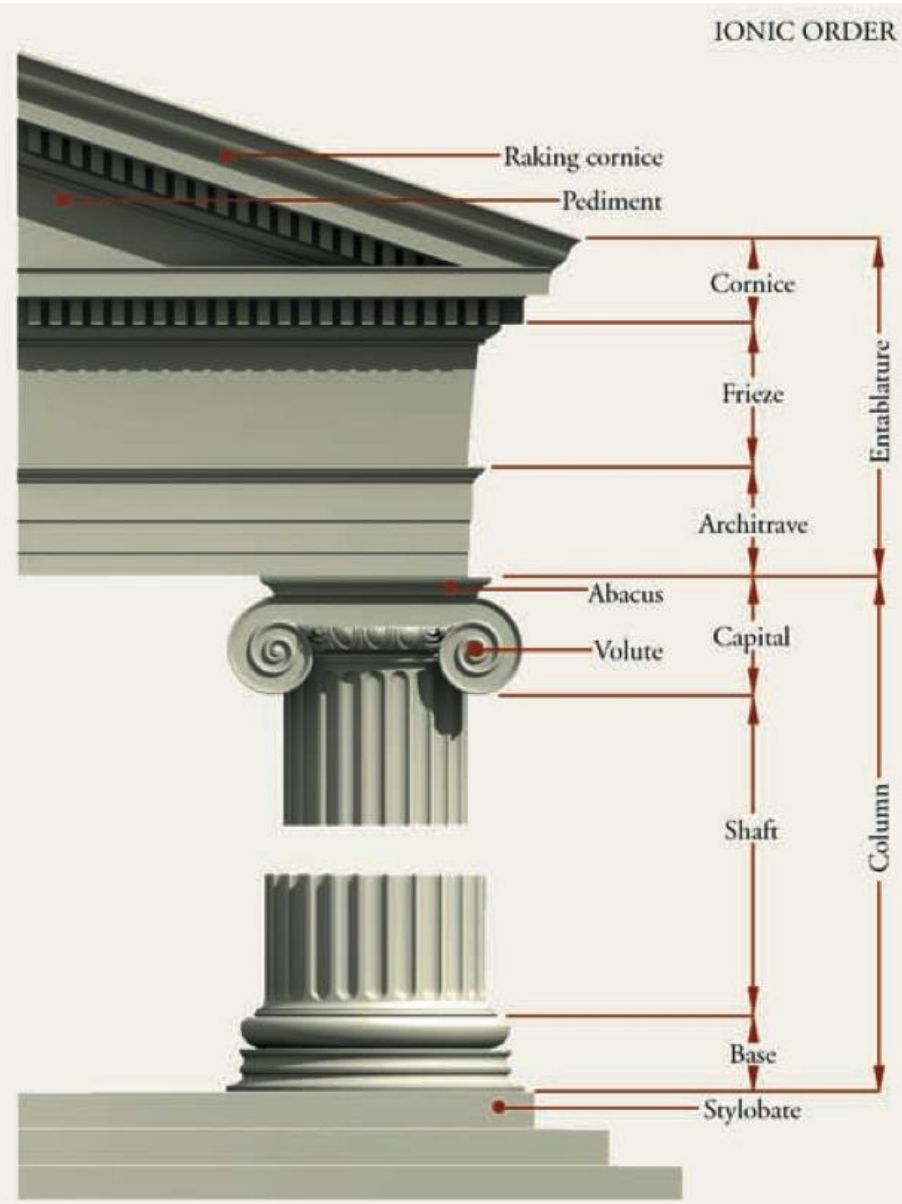 IONIC ORDER
Raking cornice
Pediment
Cornice
Frieze
Entablature
Architrave
Abacus
Capital
Volute
Shaft
Column
Base
Stylobate